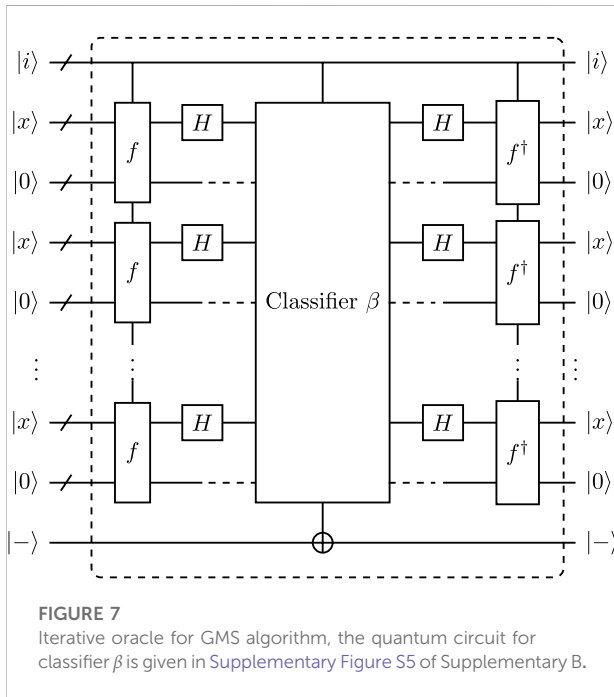 |i⟩ |i⟩
|x⟩ f H H f† |x⟩
|0⟩ |0⟩
|x⟩ f H H f† |x⟩
|0⟩ Classifier β |0⟩
⋮ ⋮ ⋮ ⋮
|x⟩ f H H f† |x⟩
|0⟩ |0⟩
|−⟩ |−⟩
FIGURE 7
Iterative oracle for GMS algorithm, the quantum circuit for
classifier β is given in Supplementary Figure S5 of Supplementary B.